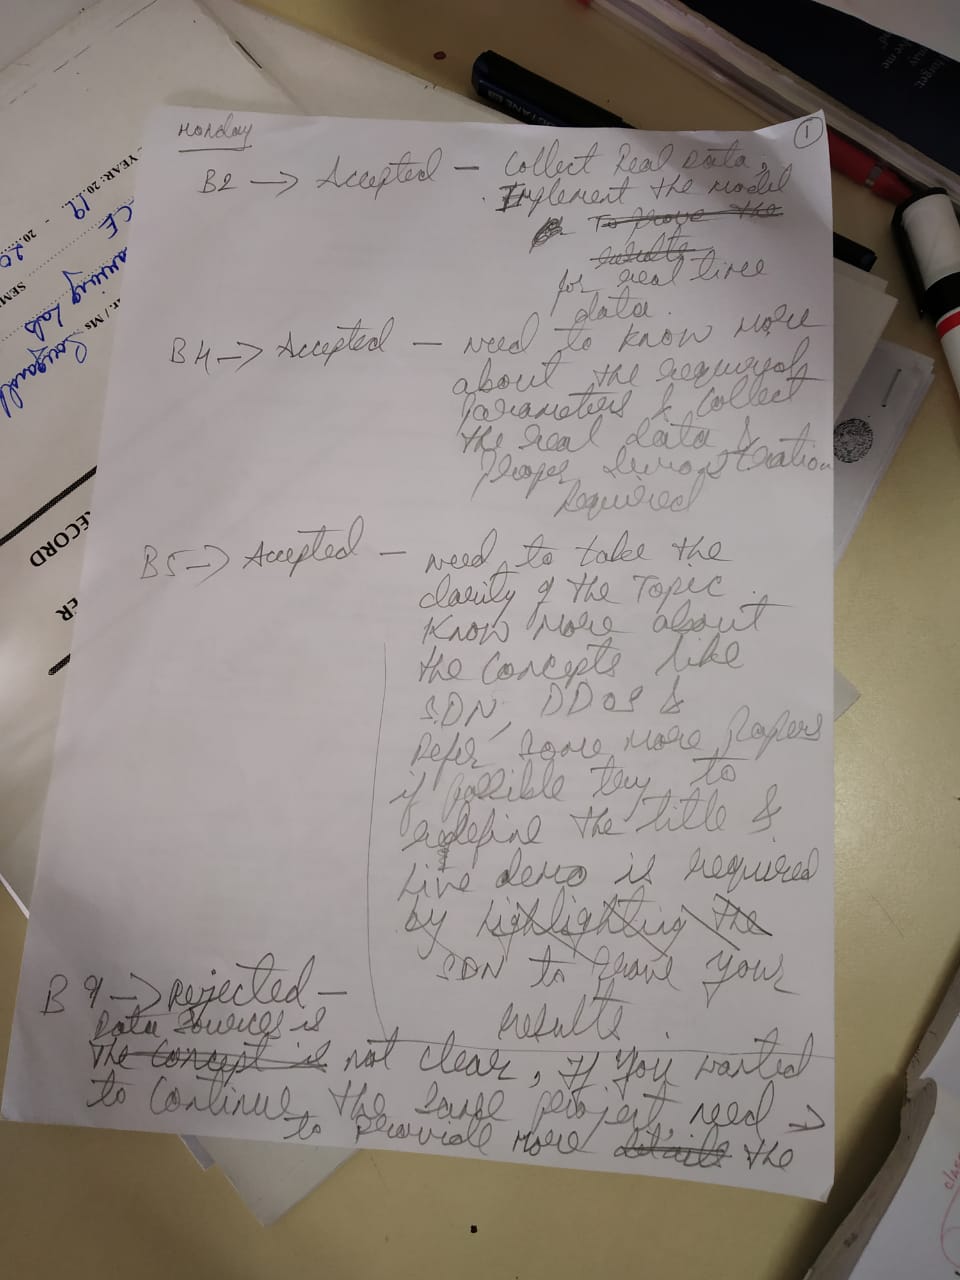 Monday
1
B2 → Accepted — Collect Real Data,
Implement the Model
To prove the
results
for real time
data.
B4 → Accepted — need to know more
about the required
Parameters & Collect
the real data &
Proper demonstration
Required
B5 → Accepted — need to take the
clarity of the Topic.
Know more about
the Concepts like
SDN, DDOS &
Refer some more Papers
if possible try to
redefine the title &
Live demo is required
by Highlighting the
SDN to prove your
results.
B 9 → Rejected —
Data Sources is
The Concept is not clear, If you wanted
to Continue the same project, need →
to provide more details the
YEAR: 20.19 - 20.20
CE
SEM
Lab
r. / Ms
RECORD
ER